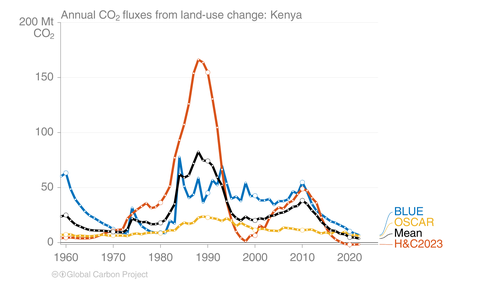 Annual CO₂ fluxes from land-use change: Kenya
200 Mt
CO₂
150
100
50
0
1960
1970
1980
1990
2000
2010
2020
BLUE
OSCAR
Mean
H&C2023
Global Carbon Project